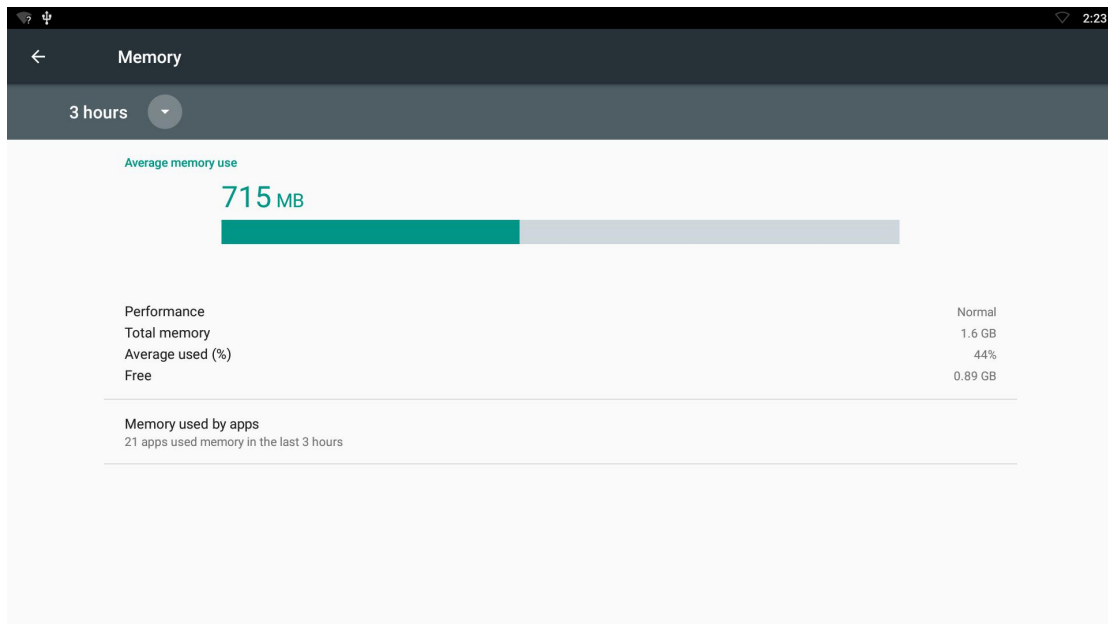 2:23
Memory
3 hours
Average memory use
715 MB
Performance Normal
Total memory 1.6 GB
Average used (%) 44%
Free 0.89 GB
Memory used by apps
21 apps used memory in the last 3 hours